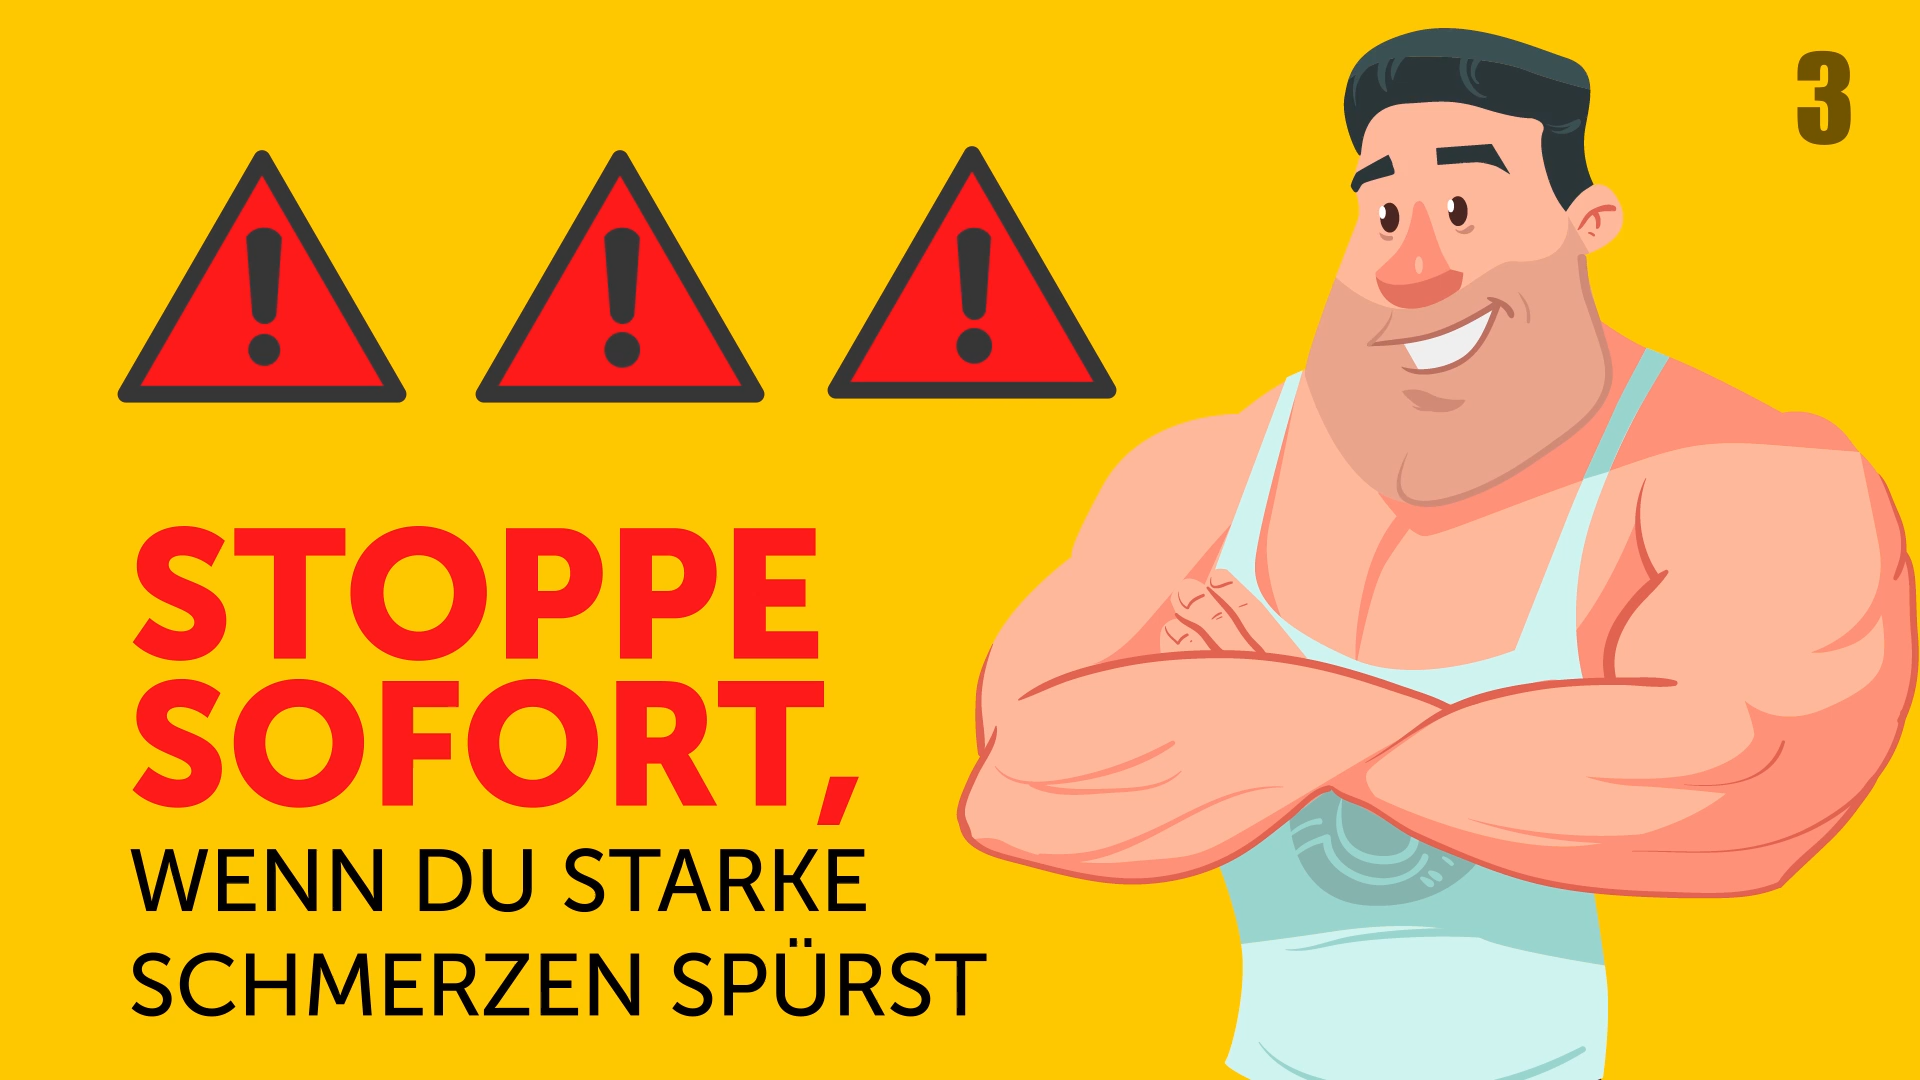 3
STOPPE
SOFORT,
WENN DU STARKE
SCHMERZEN SPÜRST